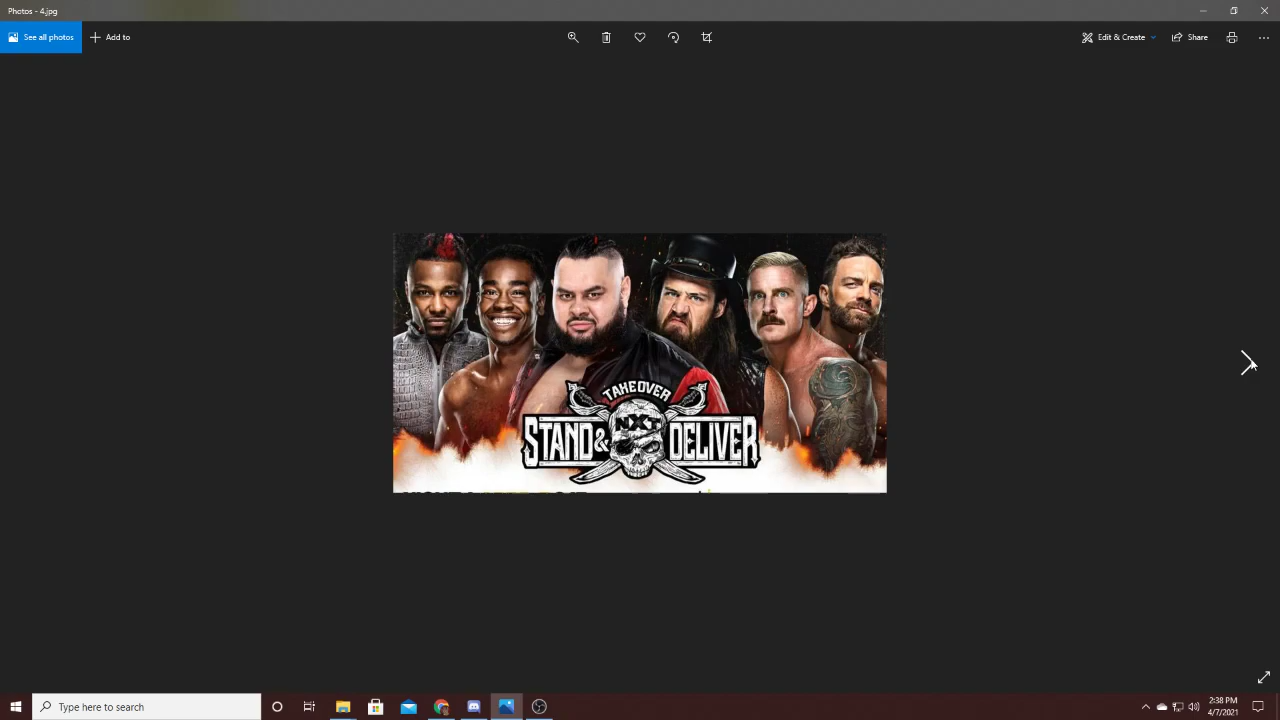 Photos - 4.jpg
See all photos
Add to
Edit & Create
Share
TAKEOVER
NXT
STAND & DELIVER
Type here to search
2:38 PM
4/7/2021